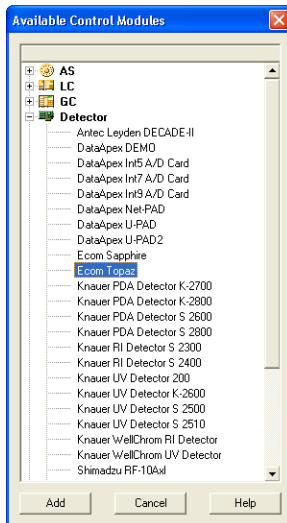 Available Control Modules
AS
LC
GC
Detector
Antec Leyden DECADE-II
DataApex DEMO
DataApex Int5 A/D Card
DataApex Int7 A/D Card
DataApex Int9 A/D Card
DataApex Net-PAD
DataApex U-PAD
DataApex U-PAD2
Ecom Sapphire
Ecom Topaz
Knauer PDA Detector K-2700
Knauer PDA Detector K-2800
Knauer PDA Detector S 2600
Knauer PDA Detector S 2800
Knauer RI Detector S 2300
Knauer RI Detector S 2400
Knauer UV Detector 200
Knauer UV Detector K-2600
Knauer UV Detector S 2500
Knauer UV Detector S 2510
Knauer WellChrom RI Detector
Knauer WellChrom UV Detector
Shimadzu RF-10Axl
Add Cancel Help